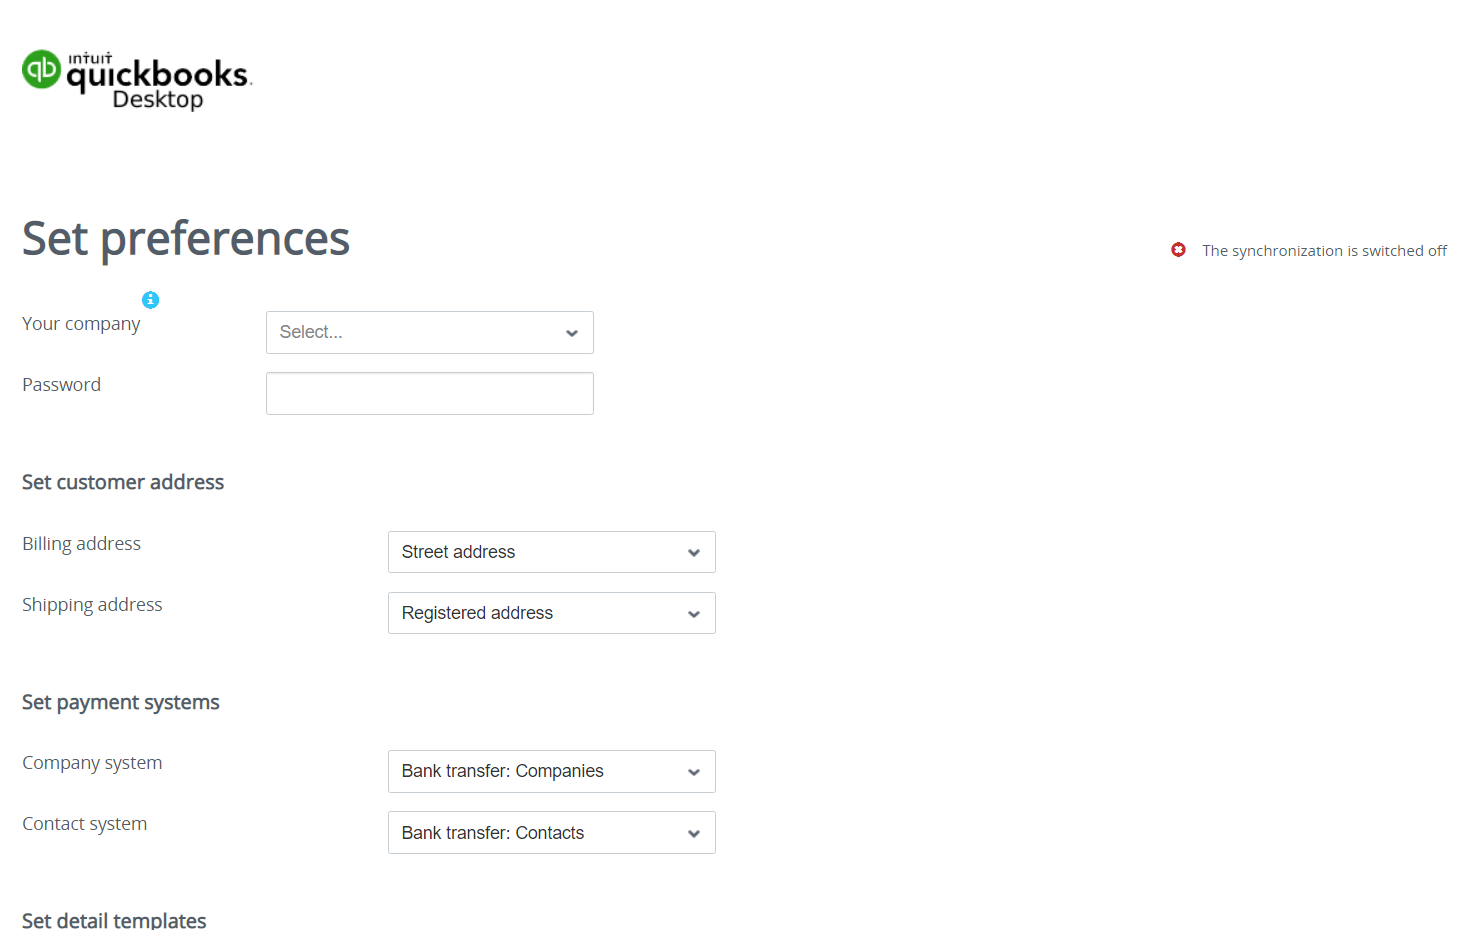 qb INTUIT
quickbooks.
Desktop
Set preferences
The synchronization is switched off
Your company
Select...
Password
Set customer address
Billing address
Street address
Shipping address
Registered address
Set payment systems
Company system
Bank transfer: Companies
Contact system
Bank transfer: Contacts
Set detail templates